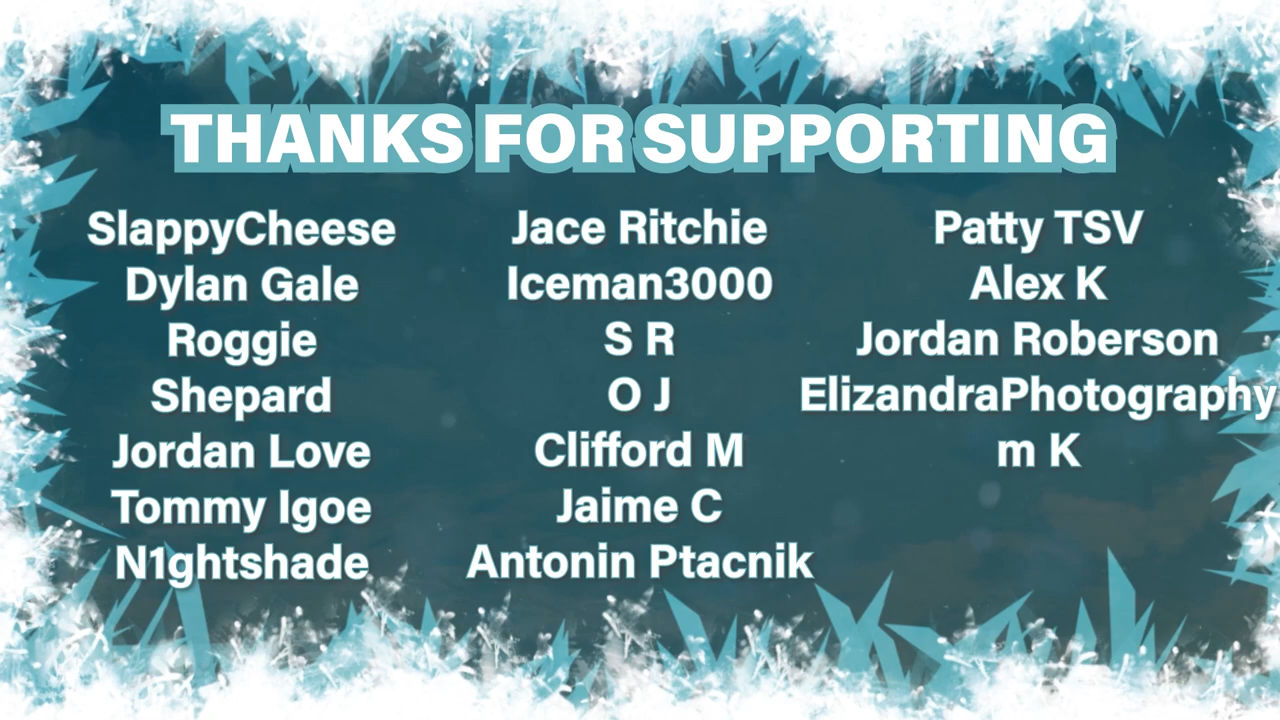 THANKS FOR SUPPORTING
SlappyCheese
Dylan Gale
Roggie
Shepard
Jordan Love
Tommy Igoe
N1ghtshade
Jace Ritchie
Iceman3000
S R
O J
Clifford M
Jaime C
Antonin Ptacnik
Patty TSV
Alex K
Jordan Roberson
ElizandraPhotography
m K